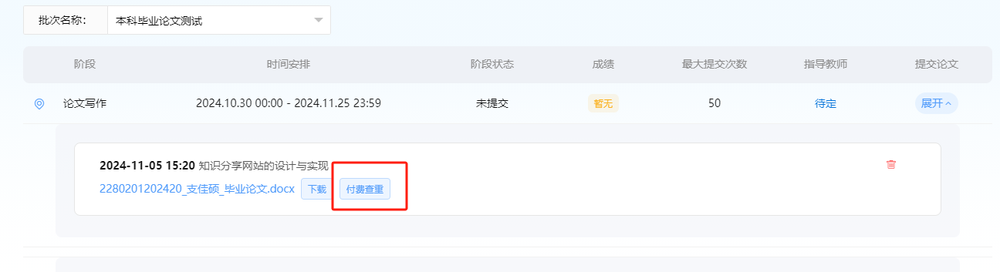 批次名称： 本科毕业论文测试
阶段 时间安排 阶段状态 成绩 最大提交次数 指导教师 提交论文
论文写作 2024.10.30 00:00 - 2024.11.25 23:59 未提交 暂无 50 待定 展开
2024-11-05 15:20 知识分享网站的设计与实现
2280201202420_支佳硕_毕业论文.docx 下载 付费查重